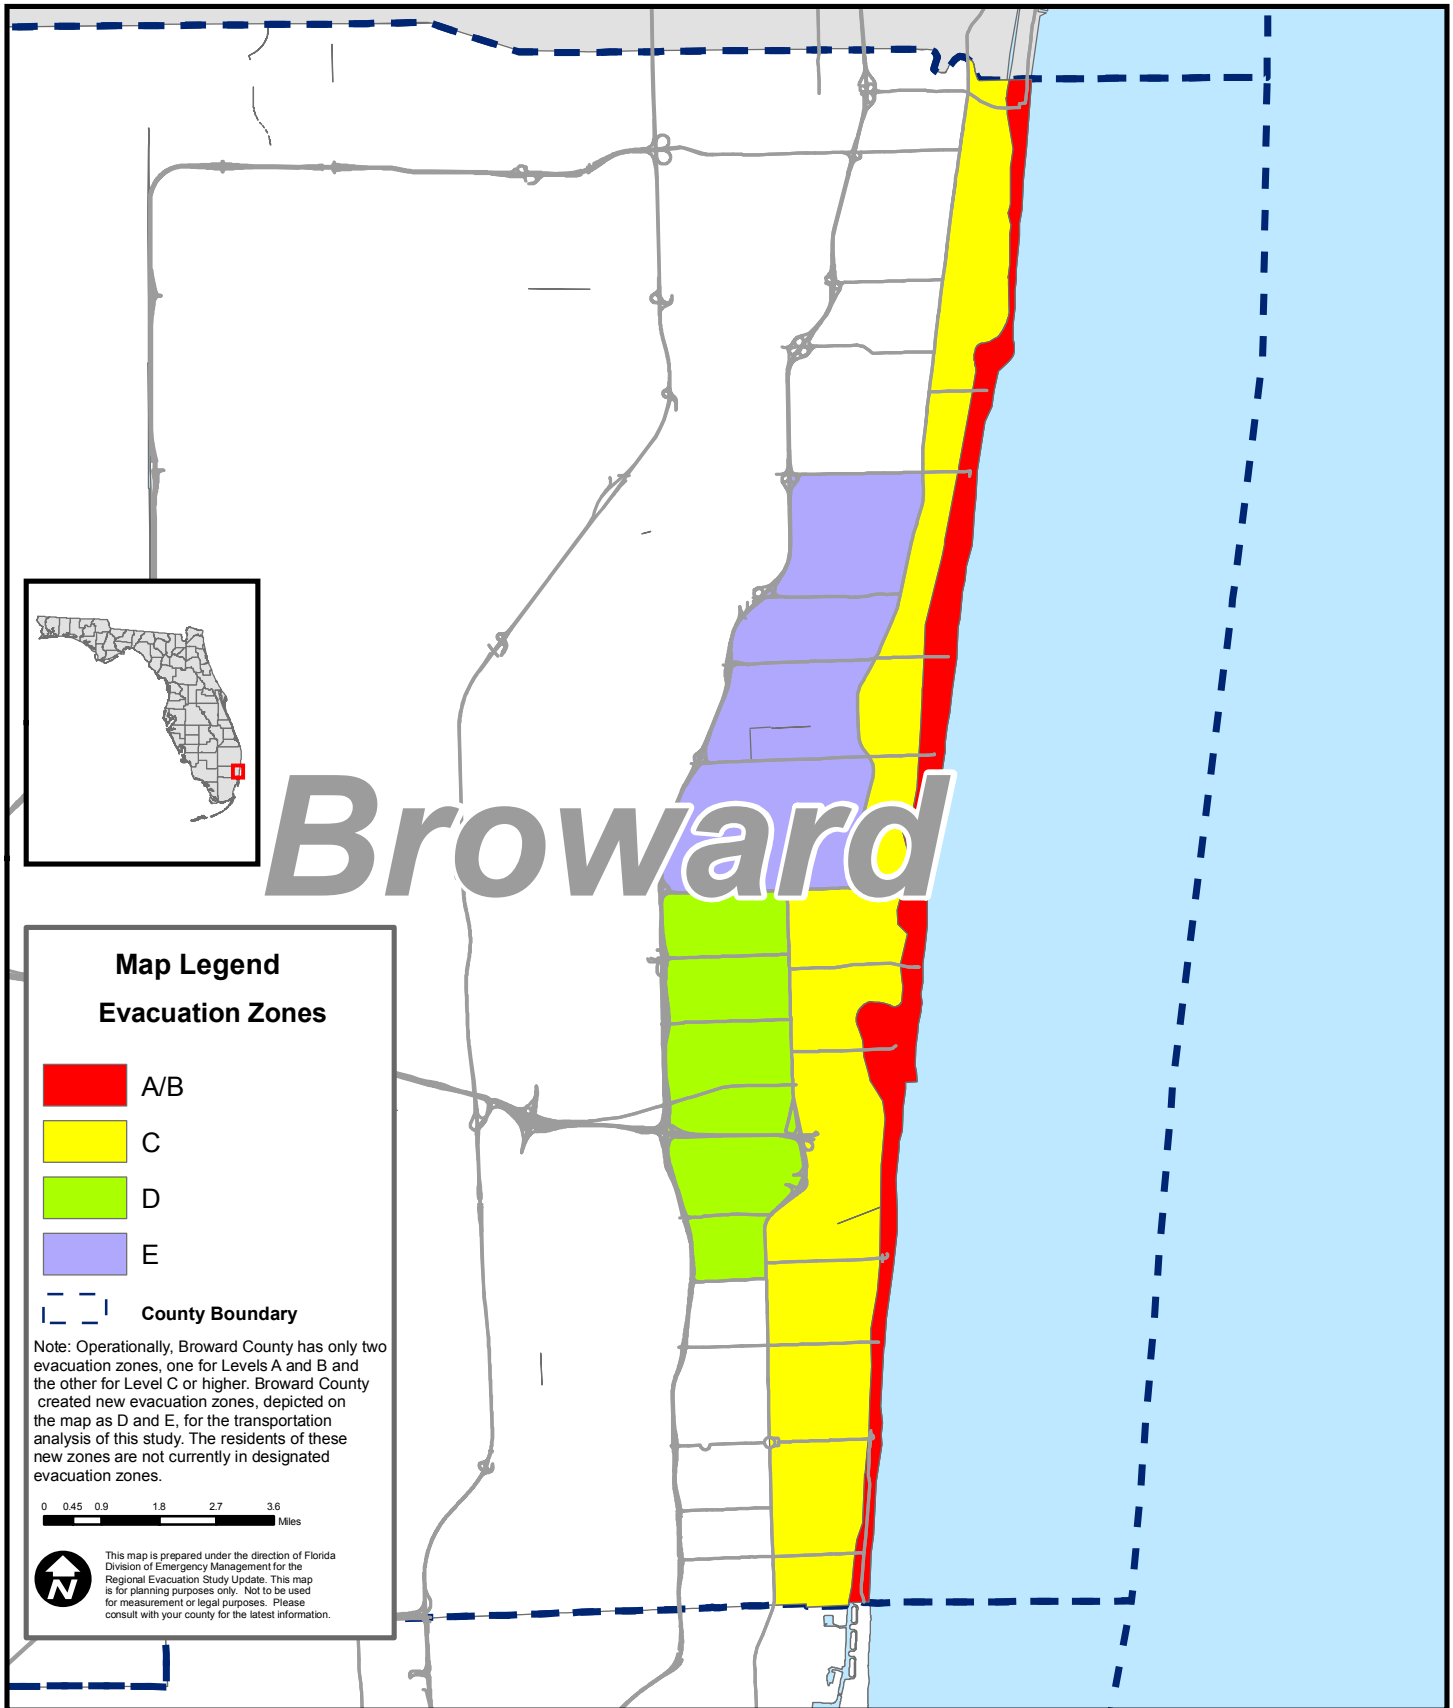 Broward
Map Legend
Evacuation Zones
A/B
C
D
E
County Boundary
Note: Operationally, Broward County has only two
evacuation zones, one for Levels A and B and
the other for Level C or higher. Broward County
created new evacuation zones, depicted on
the map as D and E, for the transportation
analysis of this study. The residents of these
new zones are not currently in designated
evacuation zones.
0 0.45 0.9 1.8 2.7 3.6
Miles
N
This map is prepared under the direction of Florida
Division of Emergency Management for the
Regional Evacuation Study Update. This map
is for planning purposes only. Not to be used
for measurement or legal purposes. Please
consult with your county for the latest information.